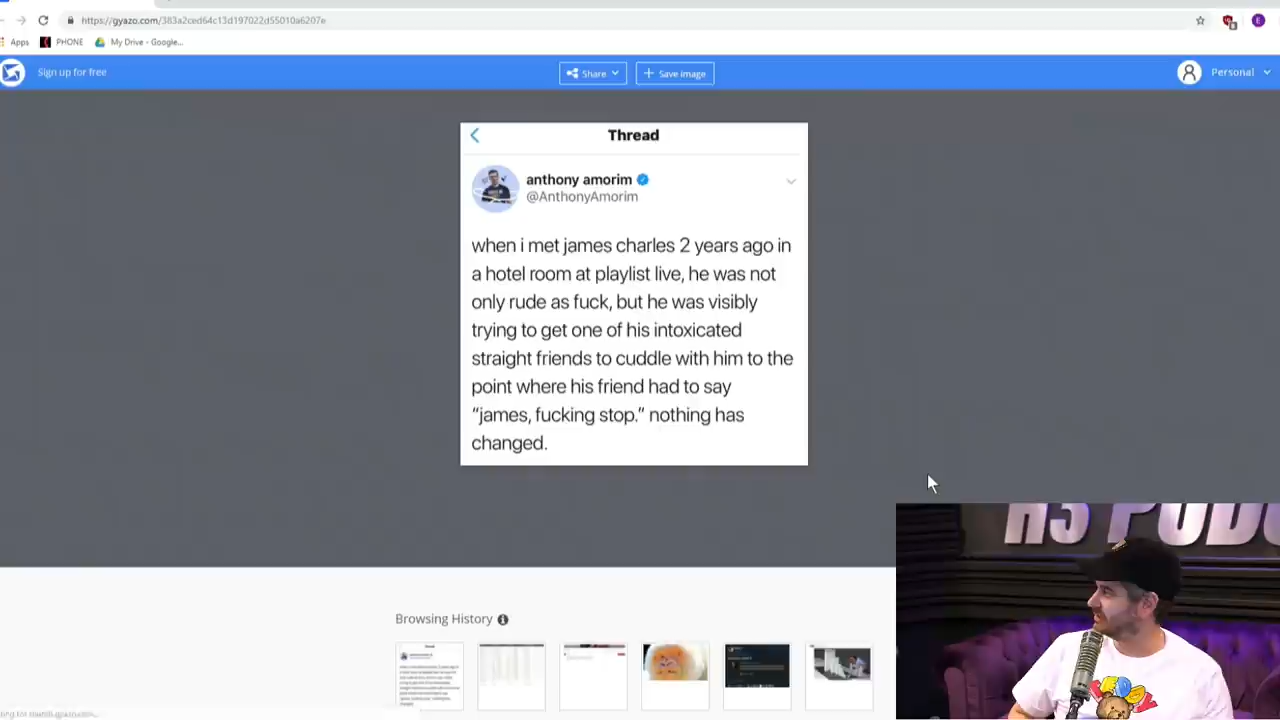 https://gyazo.com/383a2ced64c13d197022d55010a6207e
Apps PHONE My Drive - Google...
Sign up for free Share Save image Personal
Thread
anthony amorim
@AnthonyAmorim
when i met james charles 2 years ago in
a hotel room at playlist live, he was not
only rude as fuck, but he was visibly
trying to get one of his intoxicated
straight friends to cuddle with him to the
point where his friend had to say
“james, fucking stop.” nothing has
changed.
H3 PODC
Browsing History